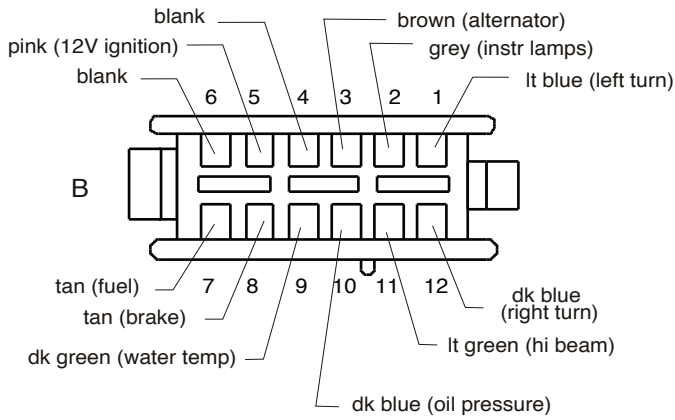 blank
brown (alternator)
pink (12V ignition)
grey (instr lamps)
blank
lt blue (left turn)
6 5 4 3 2 1
B
7 8 9 10 11 12
tan (fuel)
dk blue
(right turn)
tan (brake)
lt green (hi beam)
dk green (water temp)
dk blue (oil pressure)